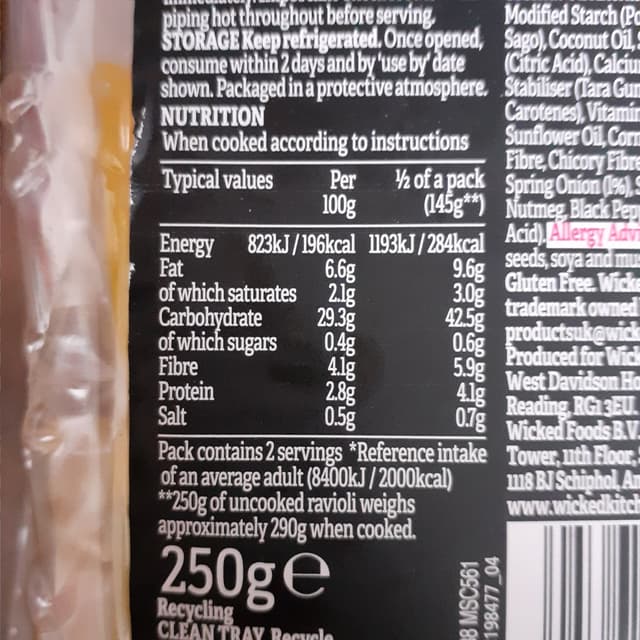 piping hot throughout before serving.
STORAGE Keep refrigerated. Once opened,
consume within 2 days and by 'use by' date
shown. Packaged in a protective atmosphere.
NUTRITION
When cooked according to instructions
Typical values Per ½ of a pack
100g (145g**)
Energy 823kJ / 196kcal 1193kJ / 284kcal
Fat 6.6g 9.6g
of which saturates 2.1g 3.0g
Carbohydrate 29.3g 42.5g
of which sugars 0.4g 0.6g
Fibre 4.1g 5.9g
Protein 2.8g 4.1g
Salt 0.5g 0.7g
Pack contains 2 servings *Reference intake
of an average adult (8400kJ / 2000kcal)
**250g of uncooked ravioli weighs
approximately 290g when cooked.
250g e
Recycling
CLEAN TRAY Recycle
Modified Starch (P
Sago), Coconut Oil,
(Citric Acid), Calciu
Stabiliser (Tara Gum
Carotenes), Vitamin
Sunflower Oil, Corn
Fibre, Chicory Fibre
Spring Onion (1%),
Nutmeg, Black Pep
Acid). Allergy Advi
seeds, soya and mus
Gluten Free. Wick
trademark owned
productsuk@wick
Produced for Wic
West Davidson H
Reading, RG1 3EU
Wicked Foods B.V.
Tower, 11th Floor,
1118 BJ Schiphol, A
www.wickedkitch
8 MSC561
98477_04